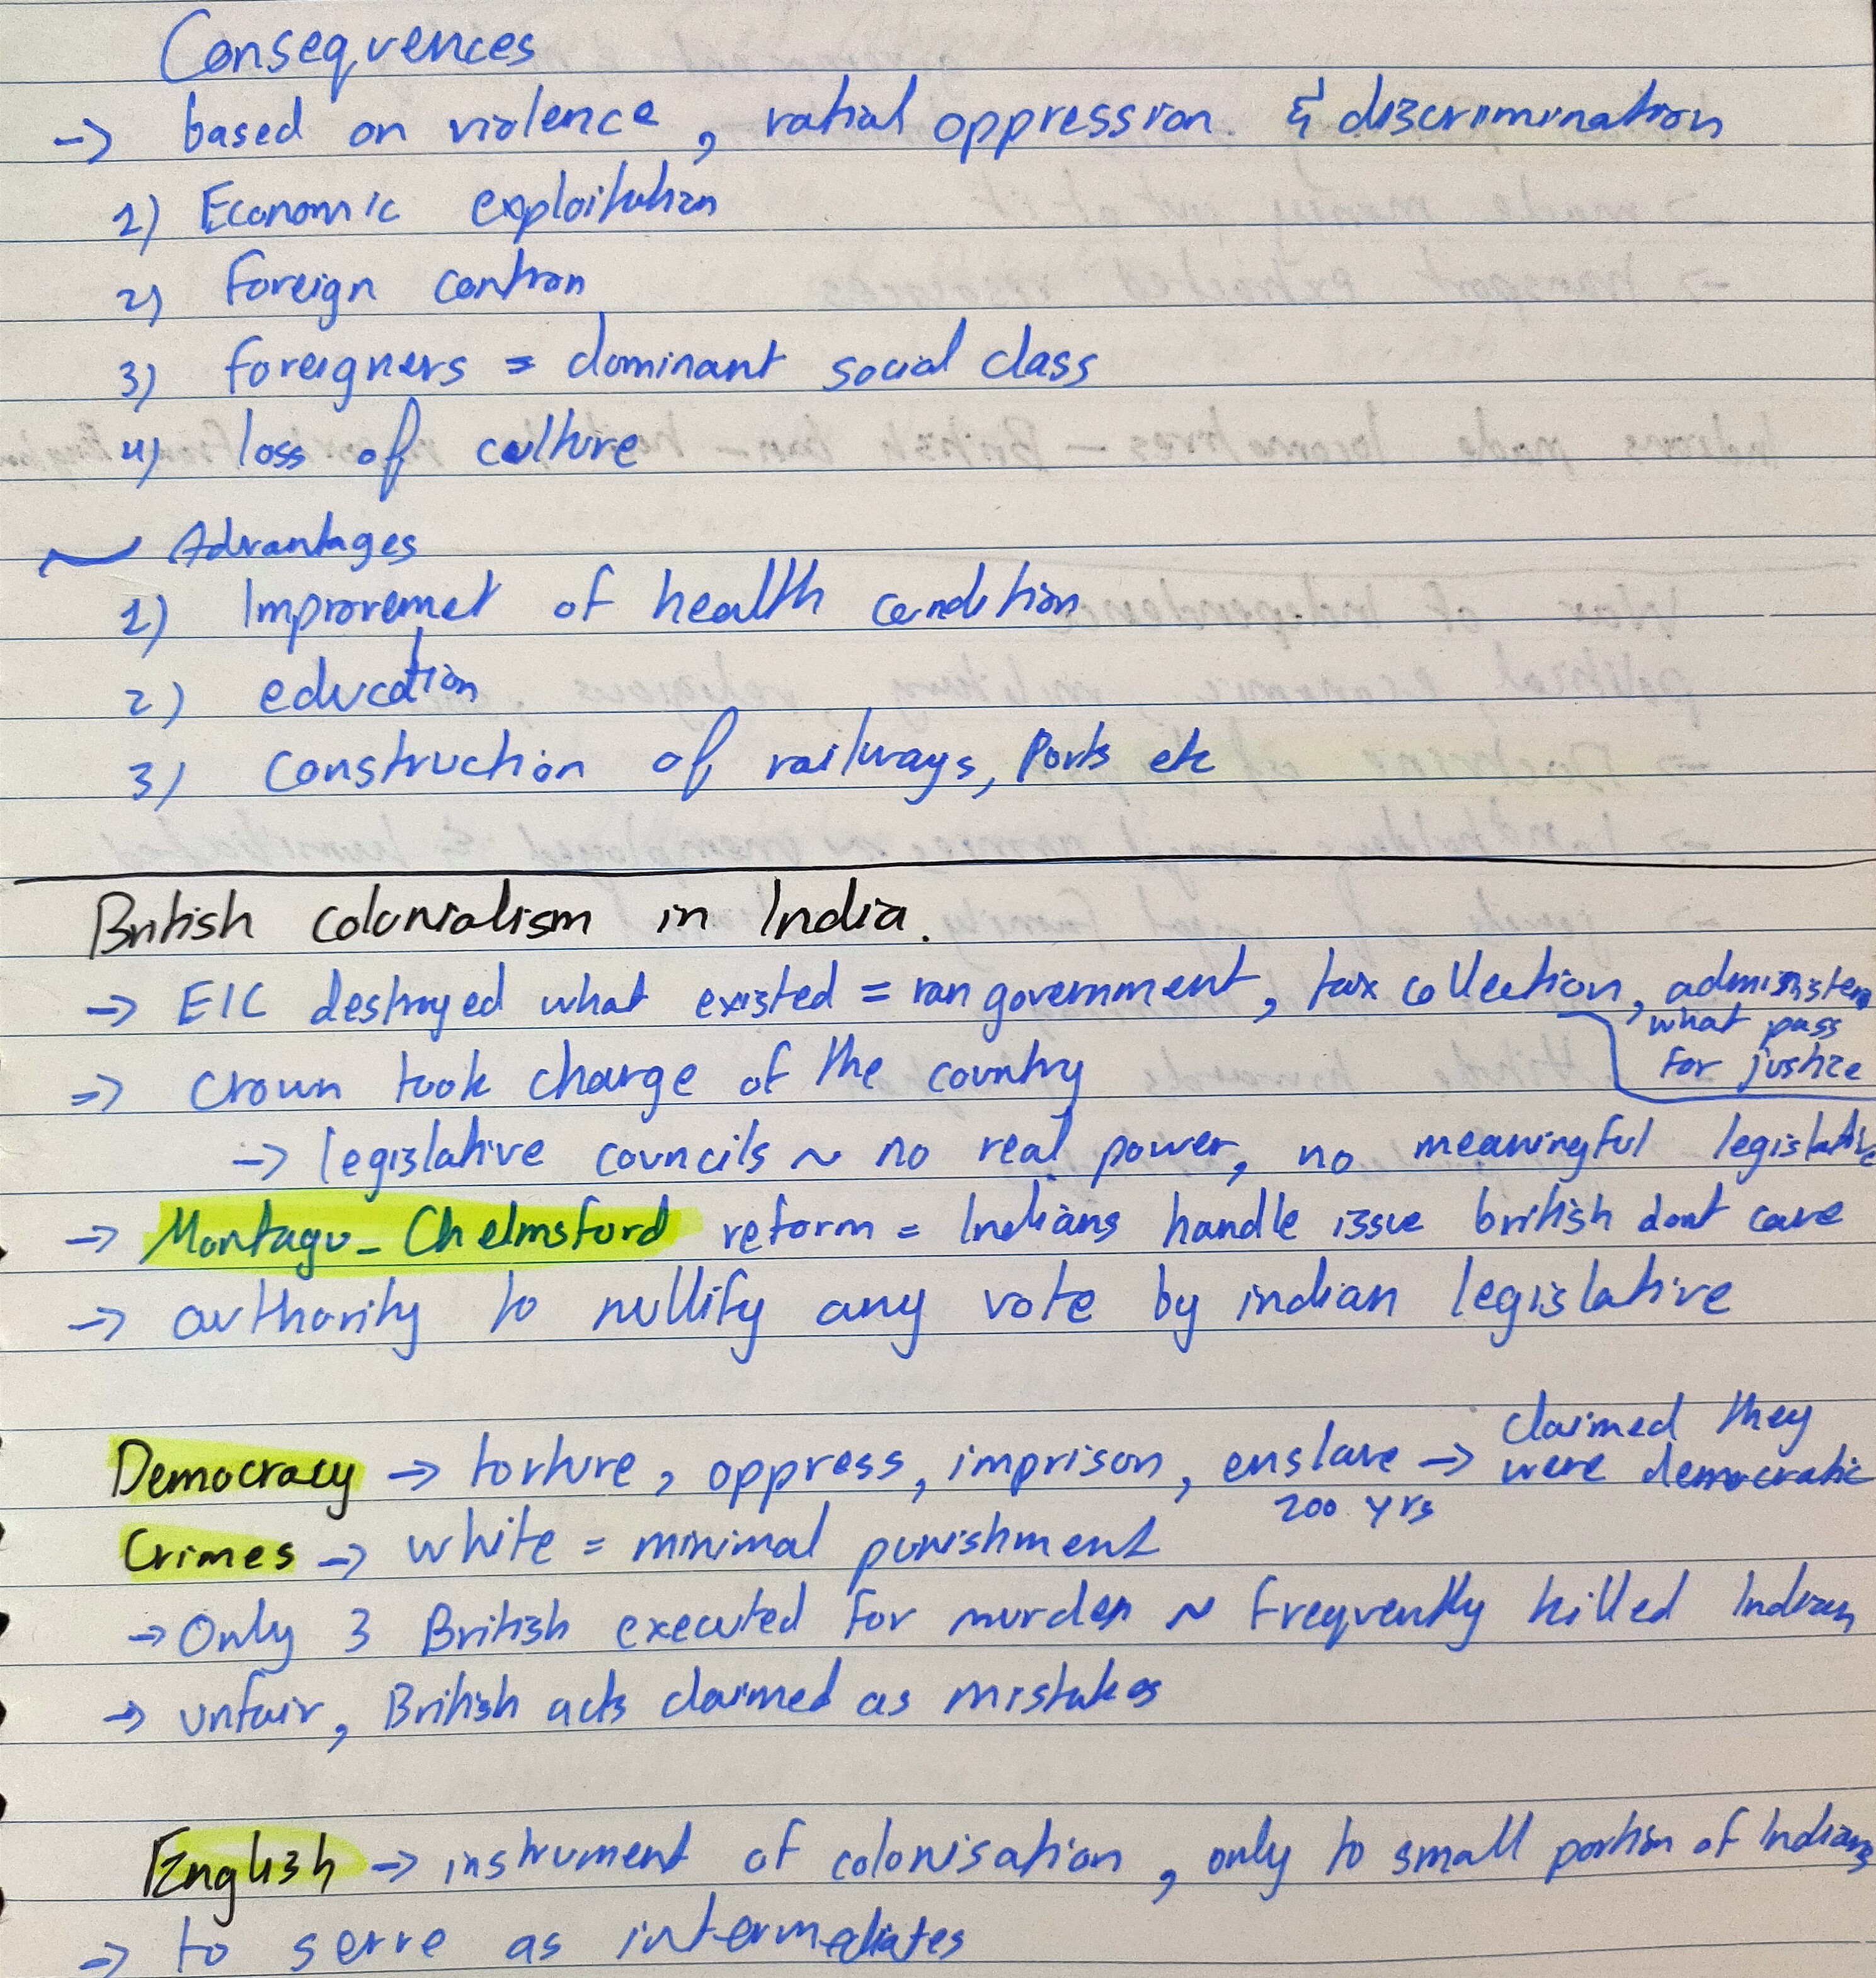 Consequences
-> based on violence, ratial oppression. & discrimination
1) Economic exploitation
2) Foreign contron
3) foreigners = dominant social class
4) loss of culture
~ Advantages
1) Improvemet of health condition
2) education
3) construction of railways, Ports etc
British colonialism in India.
-> EIC destroyed what existed = ran government, tax collection, administer
what pass
for justice
=> Crown took charge of the country
-> legislative councils ~ no real power, no meaningful legislative
-> Montagu-Chelmsford reform = Indians handle issue british dont care
-> authority to nullify any vote by indian legislative
Democracy -> torture, oppress, imprison, enslave -> claimed they
200 yrs were democratic
Crimes -> white = minimal punishment
-> Only 3 British executed for murder ~ frequently killed Indian
-> unfair, British acts claimed as mistakes
English -> instrument of colonisation, only to small portion of Indians
-> to serve as intermediates